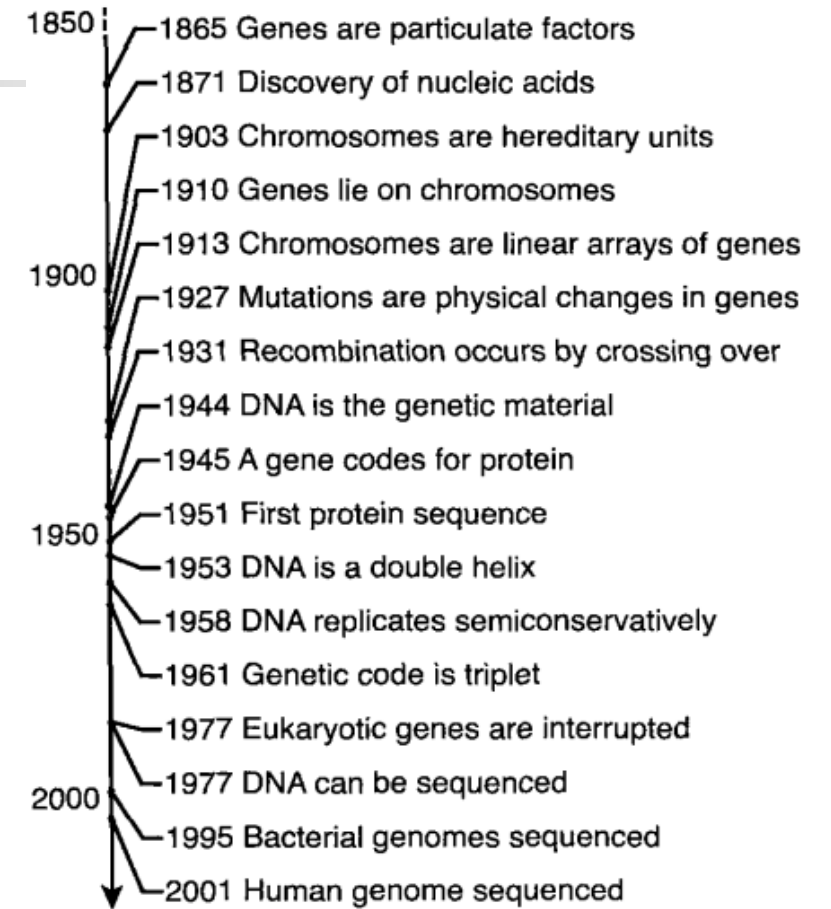 1850
1865 Genes are particulate factors
1871 Discovery of nucleic acids
1903 Chromosomes are hereditary units
1910 Genes lie on chromosomes
1913 Chromosomes are linear arrays of genes
1900
1927 Mutations are physical changes in genes
1931 Recombination occurs by crossing over
1944 DNA is the genetic material
1945 A gene codes for protein
1951 First protein sequence
1950
1953 DNA is a double helix
1958 DNA replicates semiconservatively
1961 Genetic code is triplet
1977 Eukaryotic genes are interrupted
1977 DNA can be sequenced
2000
1995 Bacterial genomes sequenced
2001 Human genome sequenced